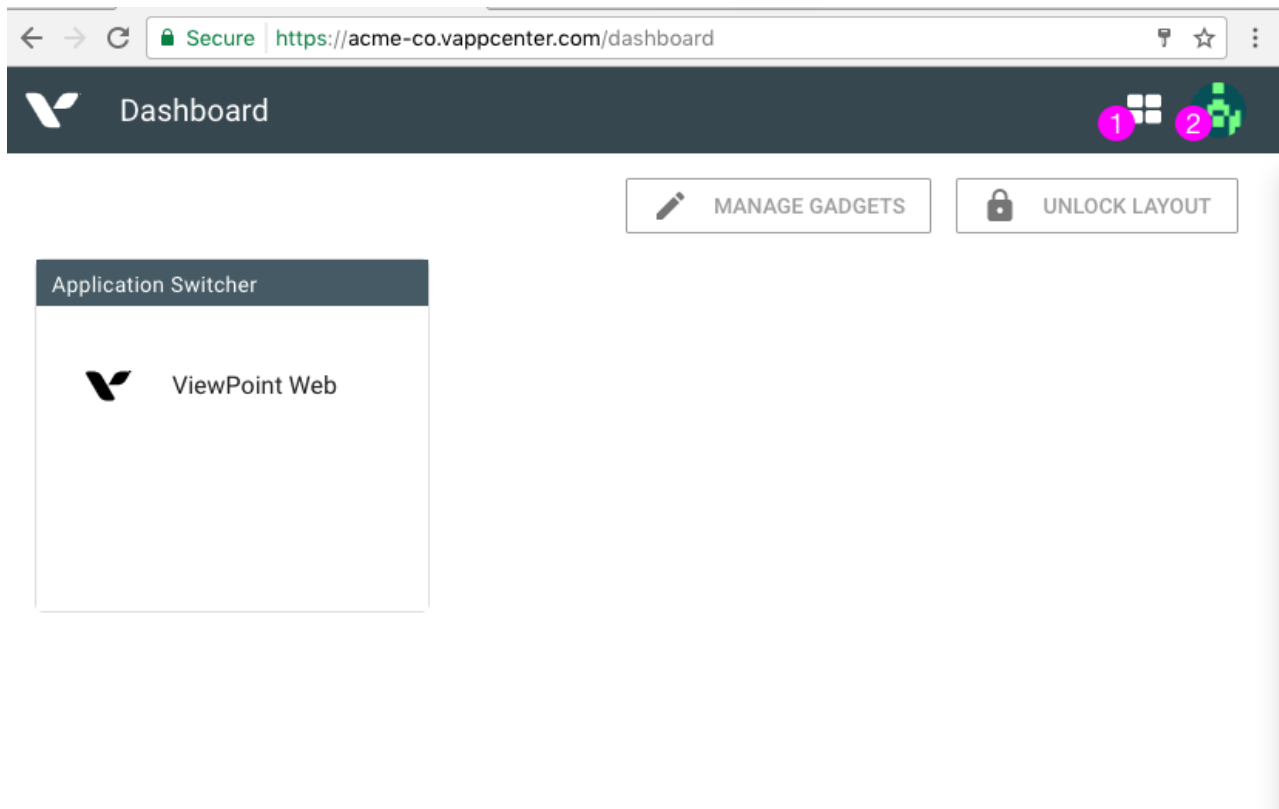 Secure https://acme-co.vappcenter.com/dashboard
Dashboard
1 2
MANAGE GADGETS UNLOCK LAYOUT
Application Switcher
ViewPoint Web